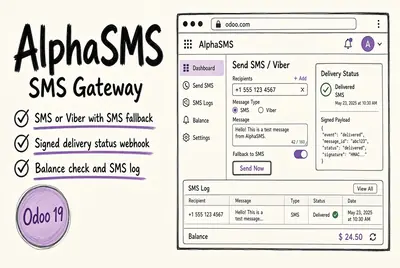 AlphaSMS
SMS Gateway
SMS or Viber with SMS fallback
Signed delivery status webhook
Balance check and SMS log
Odoo 19
odoo.com
AlphaSMS
A
Dashboard
Send SMS
SMS Logs
Balance
Settings
Send SMS / Viber
Recipients
+ Add
+1 555 123 4567
x
Message Type
SMS
Viber
Message
Hello! This is a test message
from AlphaSMS.
42 / 160
Fallback to SMS
Send Now
Delivery Status
Delivered
SMS
May 23, 2025 at 10:30 AM
Signed Payload
{
"event": "delivered",
"message_id": "abc123",
"status": "delivered",
"signature": "HMAC..."
}
SMS Log
View All
Recipient
Message
Type
Status
Date
+1 555 123 4567
Hello! This is a
test message...
SMS
Delivered
May 23, 2025
at 10:30 AM
Balance
$ 24.50